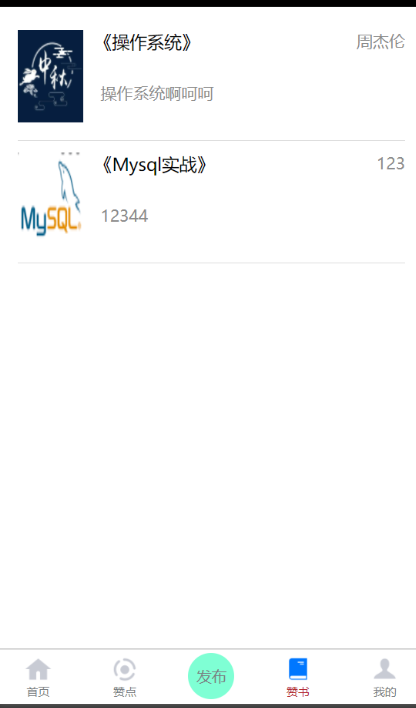 中秋
《操作系统》
周杰伦
操作系统啊呵呵
MySQL
《Mysql实战》
123
12344
首页
赞点
发布
赞书
我的